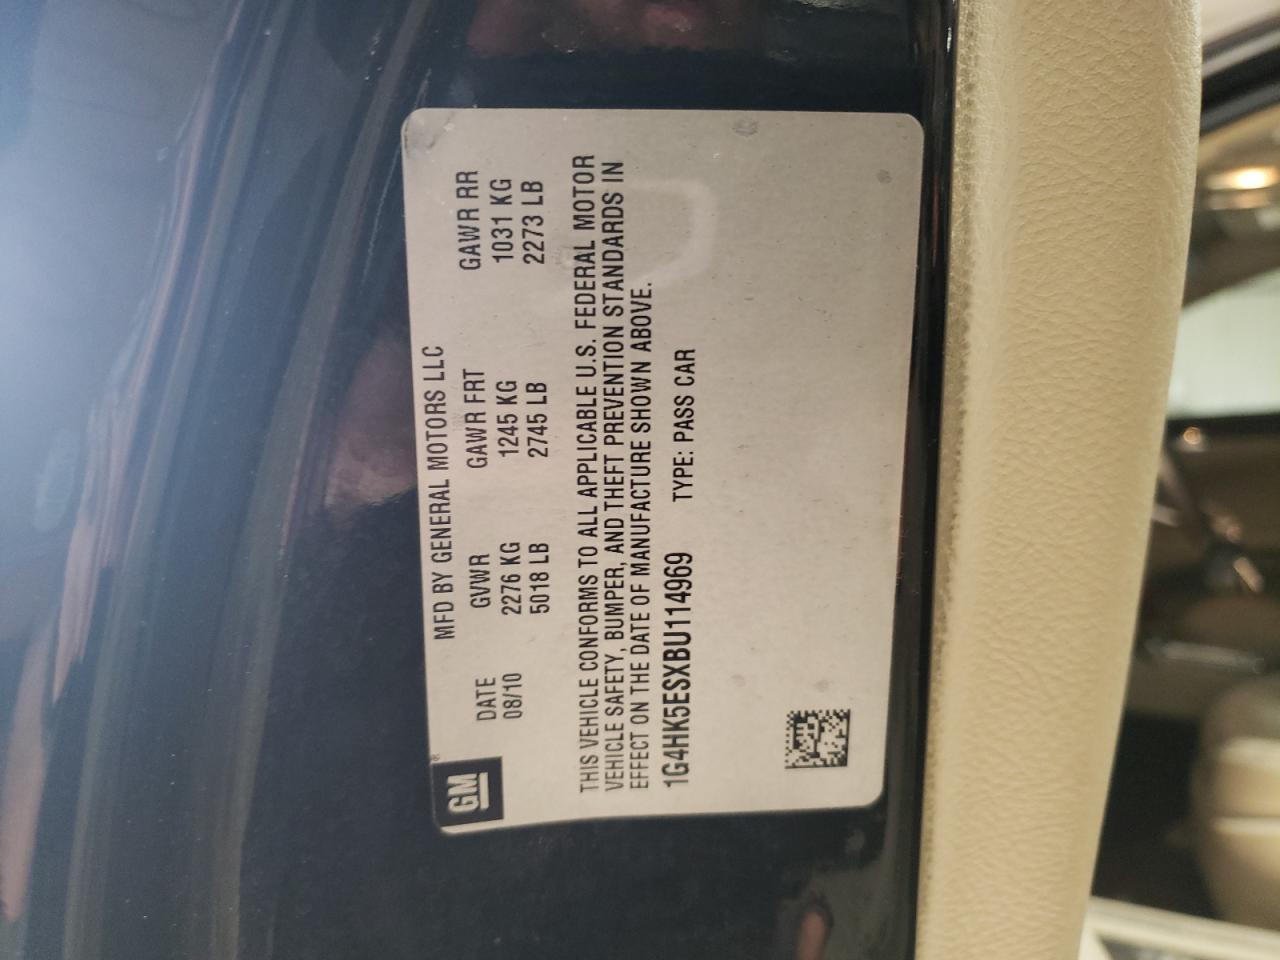 GM
MFD BY GENERAL MOTORS LLC
DATE GVWR GAWR FRT GAWR RR
08/10 2276 KG 1245 KG 1031 KG
5018 LB 2745 LB 2273 LB
THIS VEHICLE CONFORMS TO ALL APPLICABLE U.S. FEDERAL MOTOR
VEHICLE SAFETY, BUMPER, AND THEFT PREVENTION STANDARDS IN
EFFECT ON THE DATE OF MANUFACTURE SHOWN ABOVE.
1G4HK5ESXBU114969 TYPE: PASS CAR